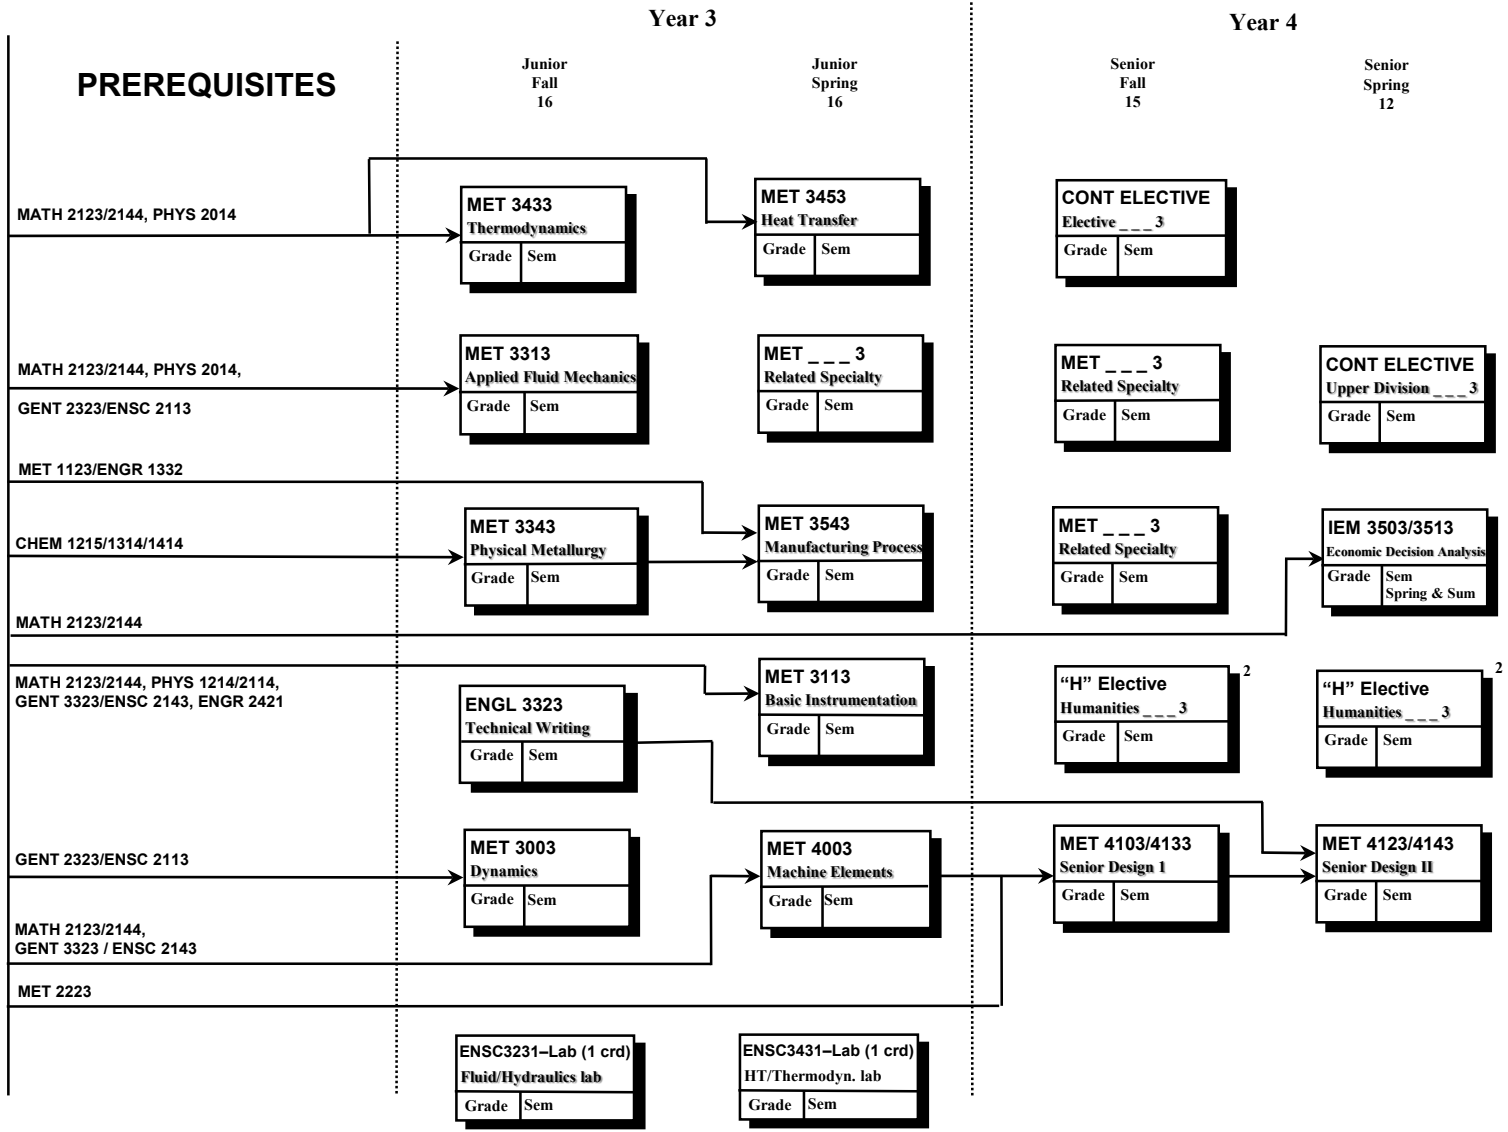 Year 3
Year 4
PREREQUISITES
Junior
Fall
16
Junior
Spring
16
Senior
Fall
15
Senior
Spring
12
MATH 2123/2144, PHYS 2014
MET 3433
Thermodynamics
Grade Sem
MET 3453
Heat Transfer
Grade Sem
CONT ELECTIVE
Elective _ _ _ 3
Grade Sem
MATH 2123/2144, PHYS 2014,
GENT 2323/ENSC 2113
MET 3313
Applied Fluid Mechanics
Grade Sem
MET _ _ _ 3
Related Specialty
Grade Sem
MET _ _ _ 3
Related Specialty
Grade Sem
CONT ELECTIVE
Upper Division _ _ _ 3
Grade Sem
MET 1123/ENGR 1332
CHEM 1215/1314/1414
MET 3343
Physical Metallurgy
Grade Sem
MET 3543
Manufacturing Process
Grade Sem
MET _ _ _ 3
Related Specialty
Grade Sem
IEM 3503/3513
Economic Decision Analysis
Grade Sem
Spring & Sum
MATH 2123/2144
MATH 2123/2144, PHYS 1214/2114,
GENT 3323/ENSC 2143, ENGR 2421
ENGL 3323
Technical Writing
Grade Sem
MET 3113
Basic Instrumentation
Grade Sem
“H” Elective 2
Humanities _ _ _ 3
Grade Sem
“H” Elective 2
Humanities _ _ _ 3
Grade Sem
GENT 2323/ENSC 2113
MET 3003
Dynamics
Grade Sem
MET 4003
Machine Elements
Grade Sem
MET 4103/4133
Senior Design 1
Grade Sem
MET 4123/4143
Senior Design II
Grade Sem
MATH 2123/2144,
GENT 3323 / ENSC 2143
MET 2223
ENSC3231–Lab (1 crd)
Fluid/Hydraulics lab
Grade Sem
ENSC3431–Lab (1 crd)
HT/Thermodyn. lab
Grade Sem